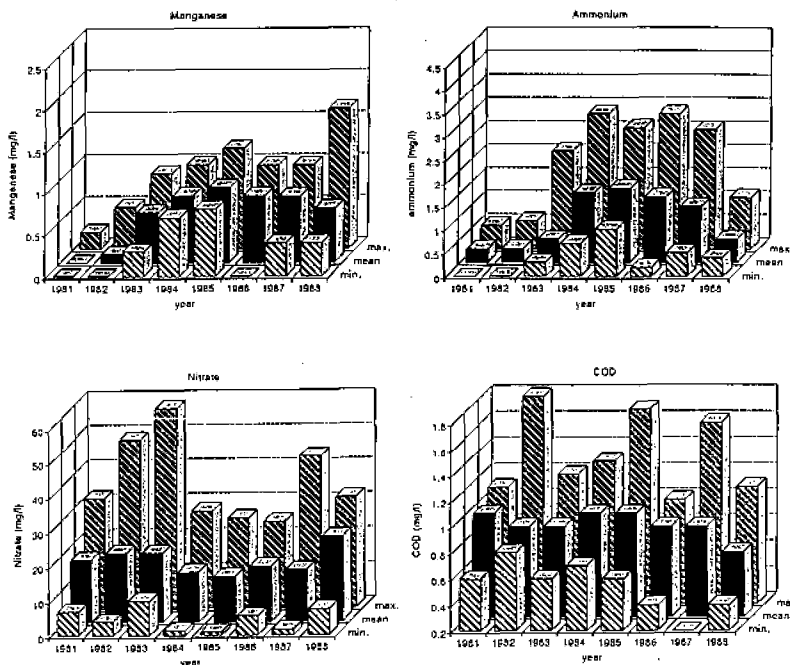 Manganese
Manganese (mg/l)
2.5
2
1.5
1
0.5
0
1981 1982 1983 1984 1985 1986 1987 1988
year
max.
mean
min.
Ammonium
ammonium (mg/l)
4.5
4
3.5
3
2.5
2
1.5
1
0.5
0
1981 1982 1983 1984 1985 1986 1987 1988
year
max.
mean
min.
Nitrate
Nitrate (mg/l)
60
50
40
30
20
10
0
1981 1982 1983 1984 1985 1986 1987 1988
year
max.
mean
min.
COD
COD (mg/l)
1.8
1.6
1.4
1.2
1
0.8
0.6
0.4
0.2
1981 1982 1983 1984 1985 1986 1987 1988
year
mean
min.